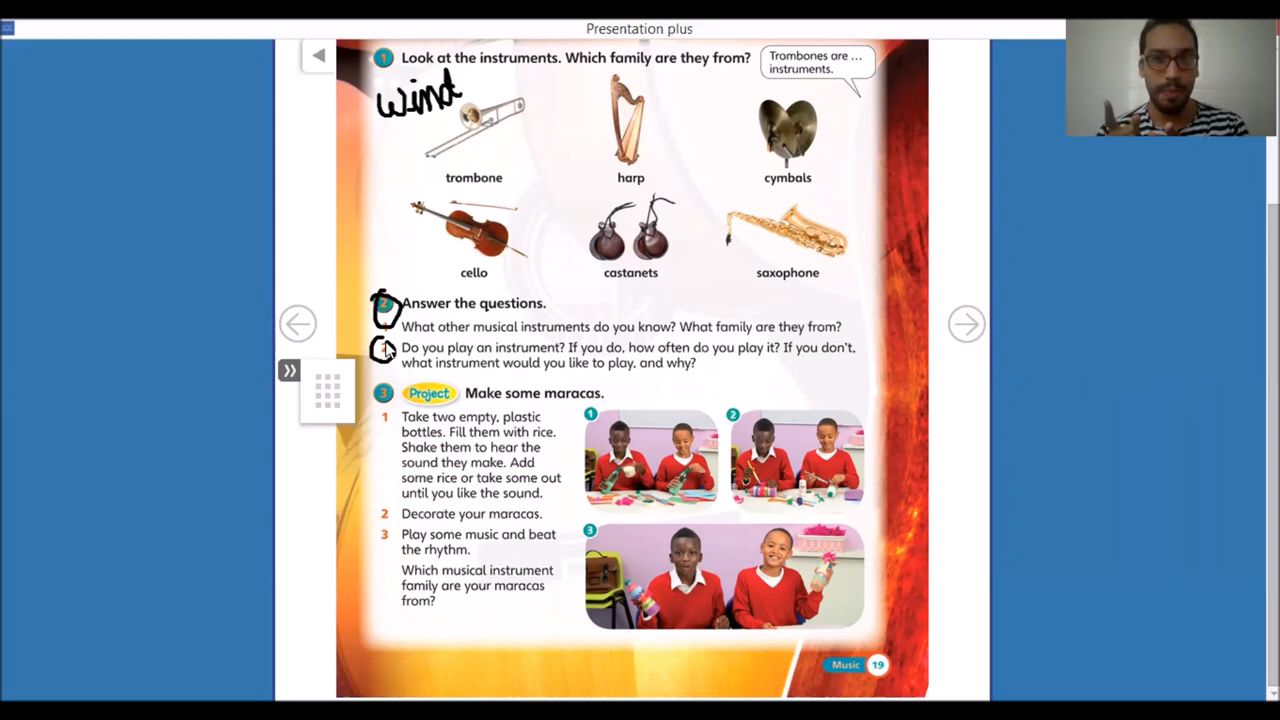 Presentation plus
1 Look at the instruments. Which family are they from?
Trombones are ...
instruments.
wind
trombone
harp
cymbals
cello
castanets
saxophone
2 Answer the questions.
What other musical instruments do you know? What family are they from?
Do you play an instrument? If you do, how often do you play it? If you don't,
what instrument would you like to play, and why?
3 Project Make some maracas.
1 Take two empty, plastic
bottles. Fill them with rice.
Shake them to hear the
sound they make. Add
some rice or take some out
until you like the sound.
2 Decorate your maracas.
3 Play some music and beat
the rhythm.
Which musical instrument
family are your maracas
from?
1
2
3
Music 19